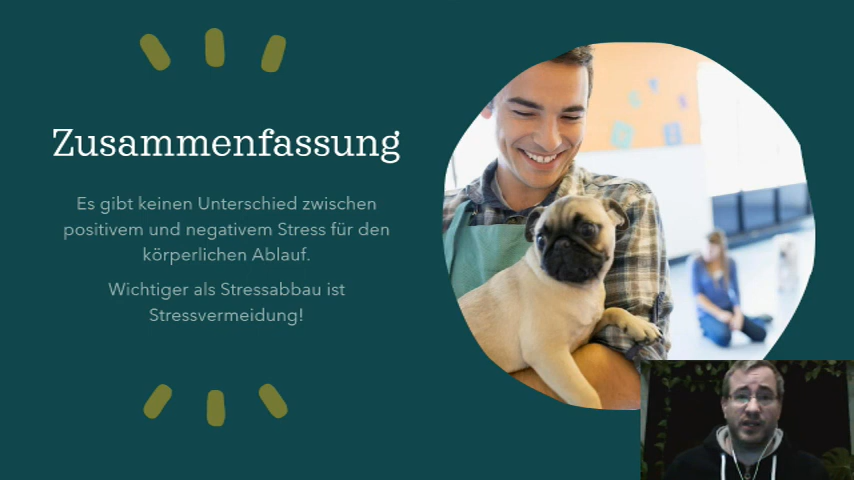 Zusammenfassung
Es gibt keinen Unterschied zwischen
positivem und negativem Stress für den
körperlichen Ablauf.
Wichtiger als Stressabbau ist
Stressvermeidung!